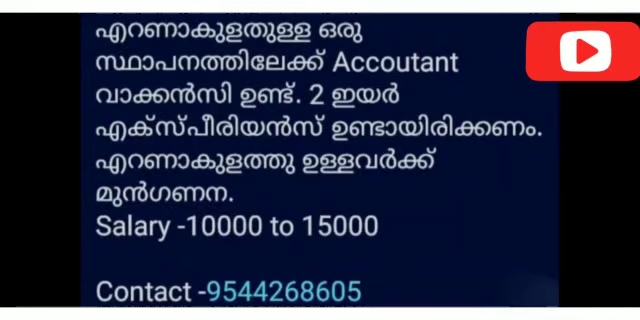 എറണാകുളതുള്ള ഒരു
സ്ഥാപനത്തിലേക്ക് Accoutant
വാക്കൻസി ഉണ്ട്. 2 ഇയർ
എക്സ്പീരിയൻസ് ഉണ്ടായിരിക്കണം.
എറണാകുളത്തു ഉള്ളവർക്ക്
മുൻഗണന.
Salary -10000 to 15000
Contact -9544268605